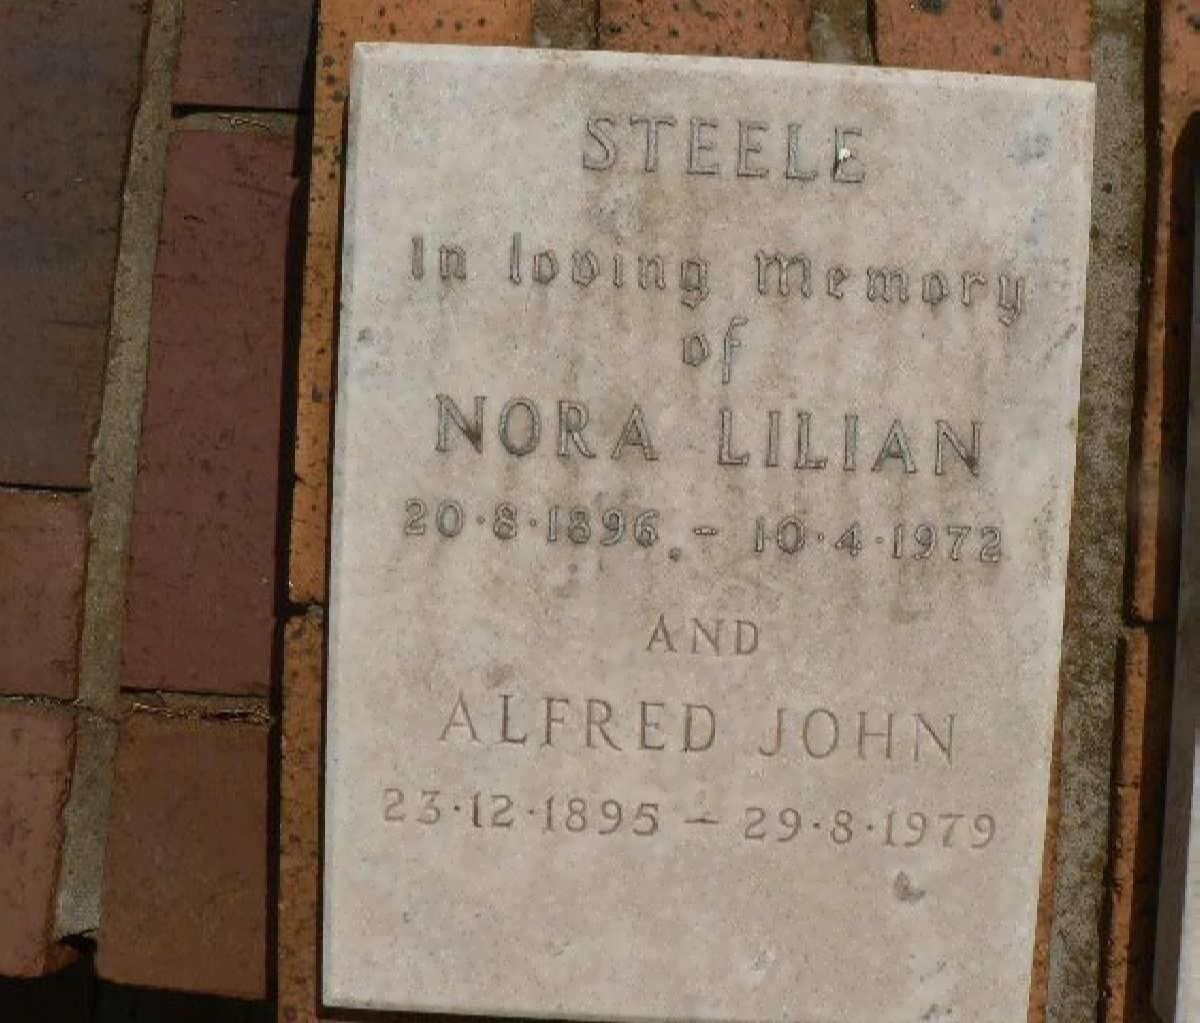 STEELE
In loving Memory
of
NORA LILIAN
20·8·1896 - 10·4·1972
AND
ALFRED JOHN
23·12·1895 - 29·8·1979